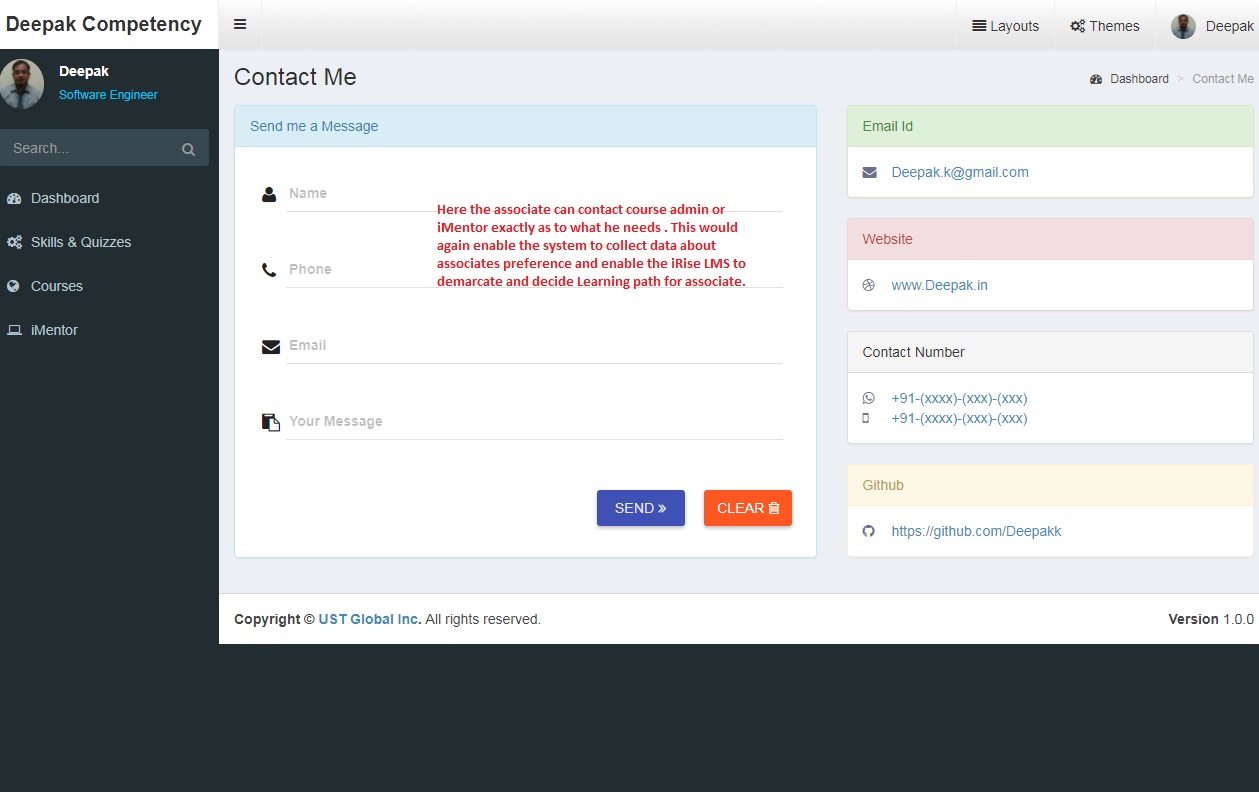 Deepak Competency
Layouts
Themes
Deepak
Deepak
Software Engineer
Search...
Dashboard
Skills & Quizzes
Courses
iMentor
Contact Me
Dashboard > Contact Me
Send me a Message
Name
Here the associate can contact course admin or
iMentor exactly as to what he needs . This would
again enable the system to collect data about
associates preference and enable the iRise LMS to
demarcate and decide Learning path for associate.
Phone
Email
Your Message
SEND »
CLEAR
Email Id
Deepak.k@gmail.com
Website
www.Deepak.in
Contact Number
+91-(xxxx)-(xxx)-(xxx)
+91-(xxxx)-(xxx)-(xxx)
Github
https://github.com/Deepakk
Copyright © UST Global Inc. All rights reserved.
Version 1.0.0